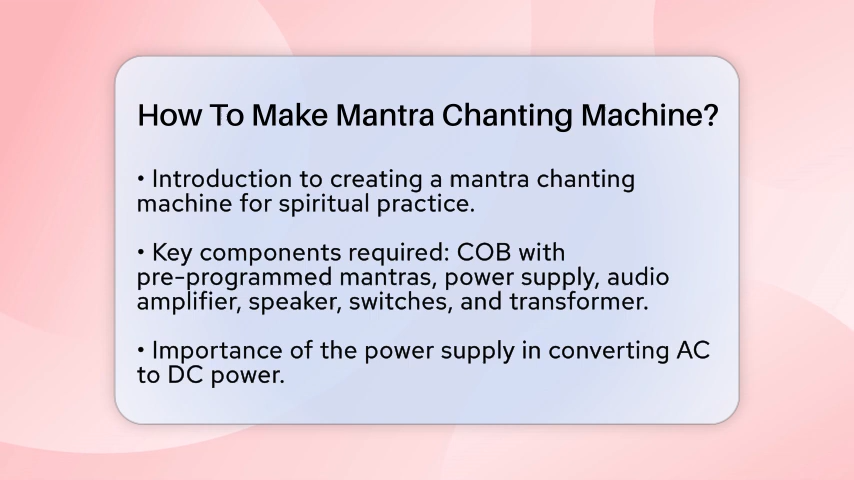 How To Make Mantra Chanting Machine?
• Introduction to creating a mantra chanting
machine for spiritual practice.
• Key components required: COB with
pre-programmed mantras, power supply, audio
amplifier, speaker, switches, and transformer.
• Importance of the power supply in converting AC
to DC power.